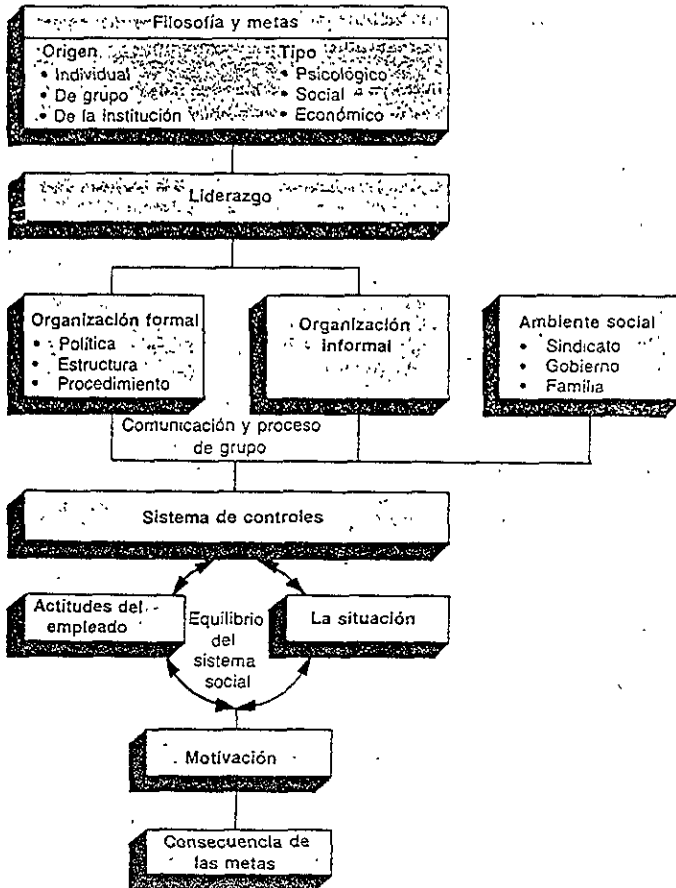 Filosofía y metas
Origen
• Individual
• De grupo
• De la institución
Tipo
• Psicológico
• Social
• Económico
Liderazgo
Organización formal
• Política
• Estructura
• Procedimiento
Organización
informal
Ambiente social
• Sindicato
• Gobierno
• Familia
Comunicación y proceso
de grupo
Sistema de controles
Actitudes del
empleado
Equilibrio
del
sistema
social
La situación
Motivación
Consecuencia de
las metas